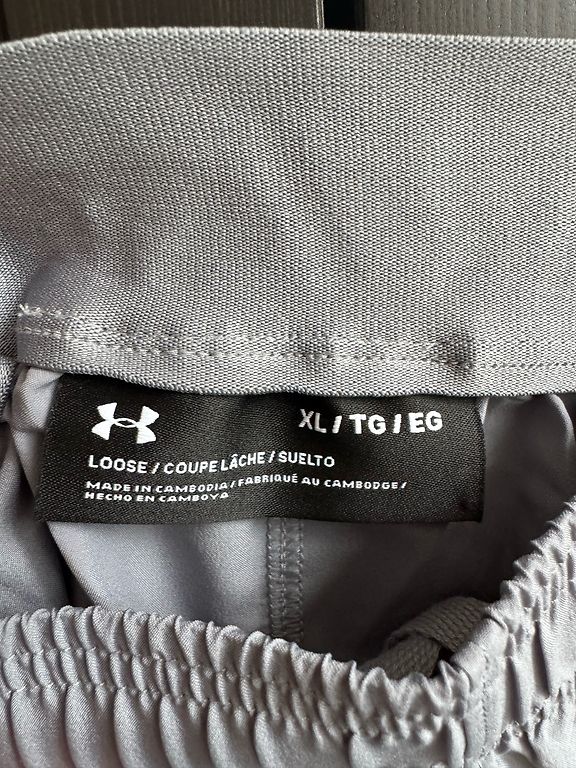 XL / TG / EG
LOOSE / COUPE LÂCHE / SUELTO
MADE IN CAMBODIA / FABRIQUÉ AU CAMBODGE /
HECHO EN CAMBOYA